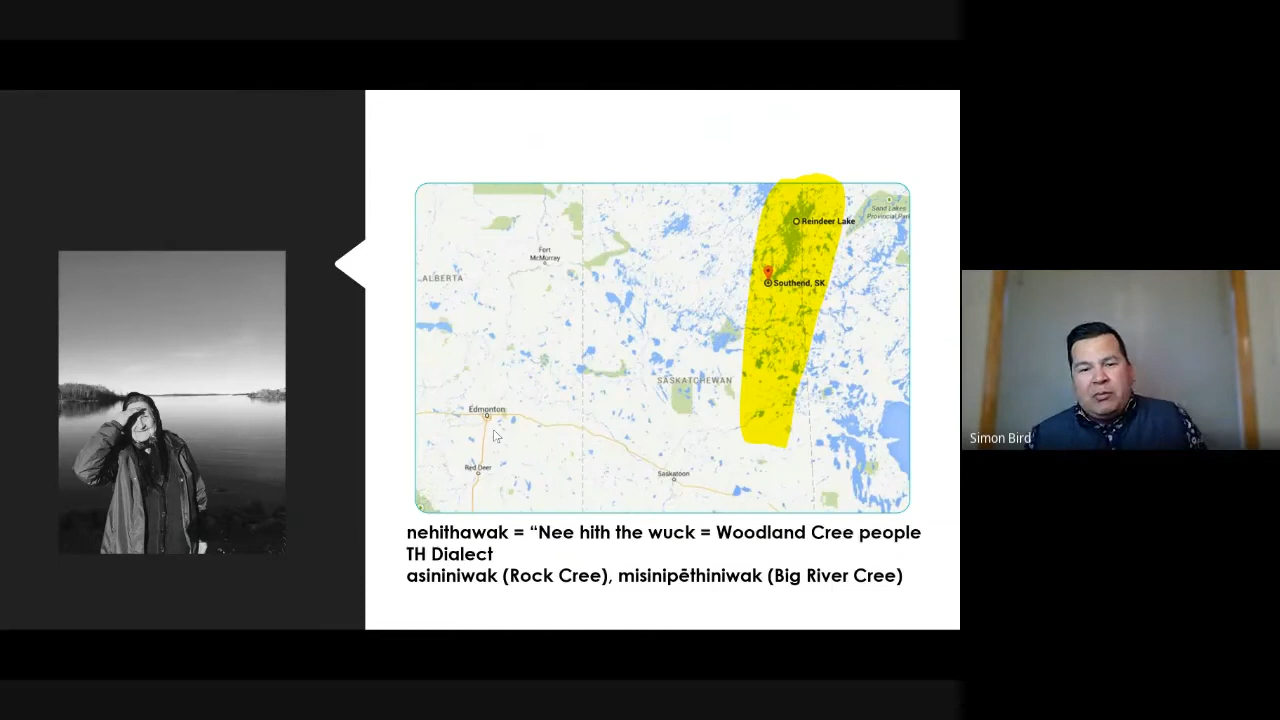 Reindeer Lake
Sand Lakes
Provincial Park
Fort
McMurray
ALBERTA
Southend, SK
SASKATCHEWAN
Edmonton
Red Deer
Saskatoon
nehithawak = “Nee hith the wuck = Woodland Cree people
TH Dialect
asininiwak (Rock Cree), misinipēthiniwak (Big River Cree)
Simon Bird